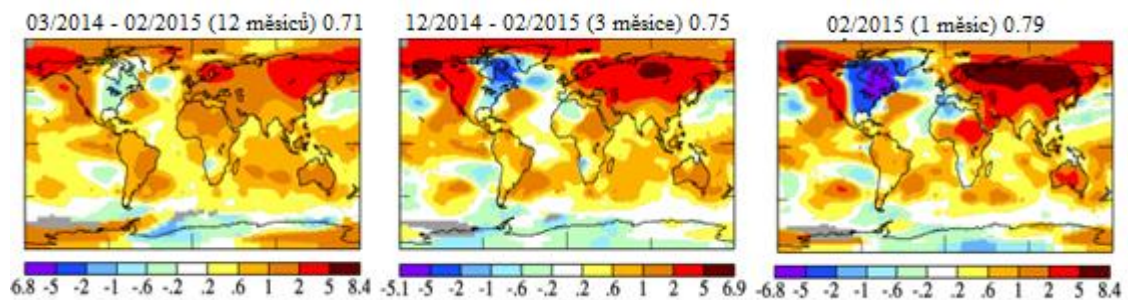 03/2014 - 02/2015 (12 měsíců) 0.71
12/2014 - 02/2015 (3 měsíce) 0.75
02/2015 (1 měsíc) 0.79
6.8 -5 -2 -1 -.6 -.2 .2 .6 1 2 5 8.4
-5.1 -5 -2 -1 -.6 -.2 .2 .6 1 2 5 6.9
-6.8 -5 -2 -1 -.6 -.2 .2 .6 1 2 5 8.4